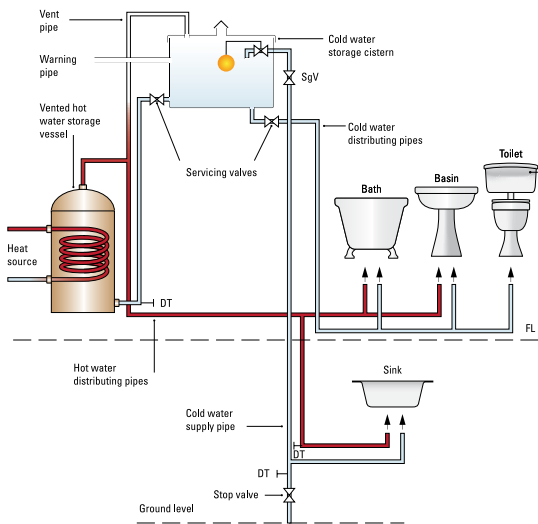 Vent
pipe
Cold water
storage cistern
Warning
pipe
SgV
Vented hot
water storage
vessel
Cold water
distributing pipes
Servicing valves
Toilet
Basin
Bath
Heat
source
DT
FL
Hot water
distributing pipes
Sink
Cold water
supply pipe
DT
DT
Stop valve
Ground level